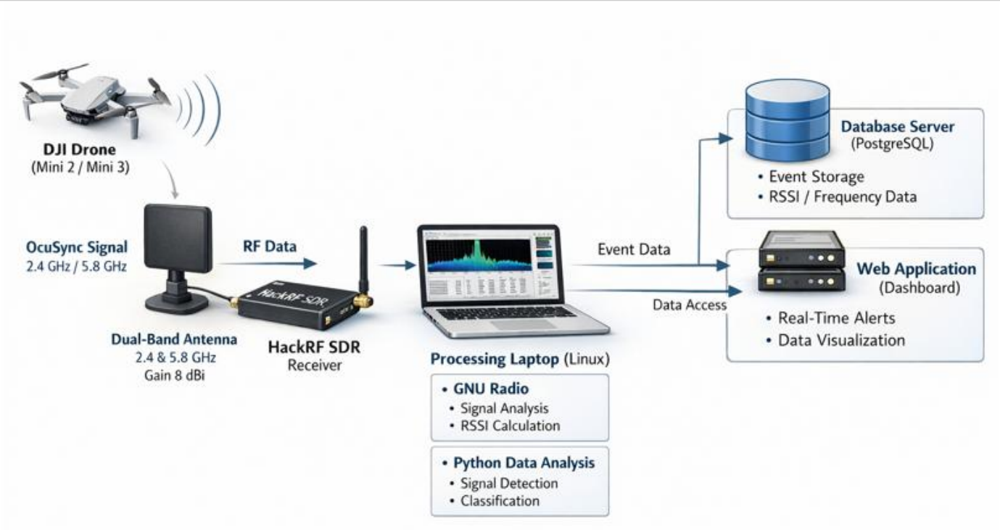 DJI Drone
(Mini 2 / Mini 3)
OcuSync Signal
2.4 GHz / 5.8 GHz
RF Data
HackRF SDR
Dual-Band Antenna
2.4 & 5.8 GHz
Gain 8 dBi
HackRF SDR
Receiver
Processing Laptop (Linux)
• GNU Radio
• Signal Analysis
• RSSI Calculation
• Python Data Analysis
• Signal Detection
• Classification
Event Data
Data Access
Database Server
(PostgreSQL)
• Event Storage
• RSSI / Frequency Data
Web Application
(Dashboard)
• Real-Time Alerts
• Data Visualization